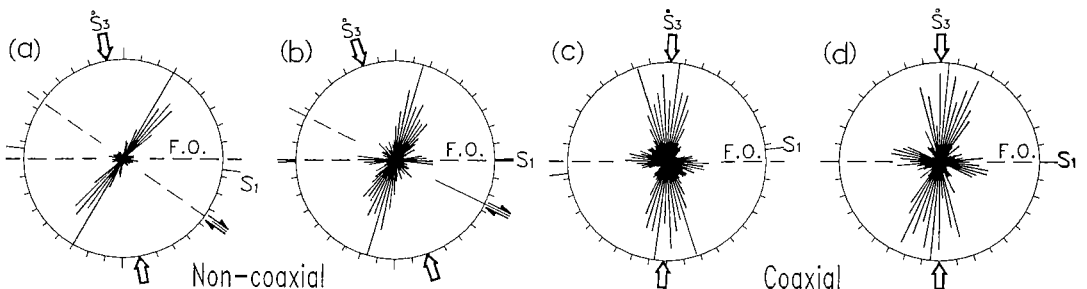 (a) Ṡ3 F.O. S1
(b) Ṡ3 F.O. S1
(c) Ṡ3 F.O. S1
(d) Ṡ3 F.O. S1
Non-coaxial Coaxial